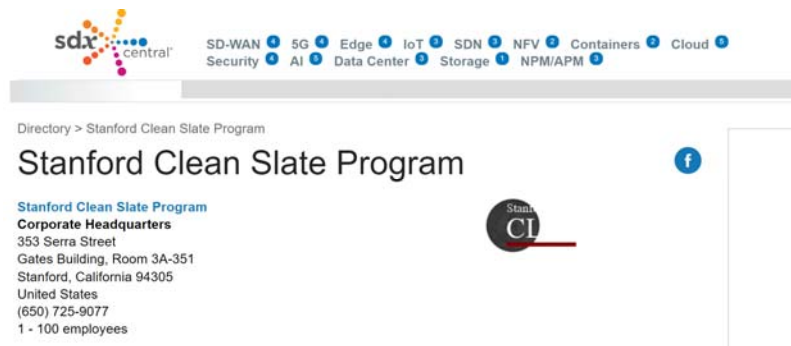 sdx central
SD-WAN 4 5G 4 Edge 4 IoT 3 SDN 3 NFV 2 Containers 2 Cloud 5
Security 4 AI 5 Data Center 3 Storage 1 NPM/APM 3
Directory > Stanford Clean Slate Program
Stanford Clean Slate Program
f
Stanford Clean Slate Program
Corporate Headquarters
353 Serra Street
Gates Building, Room 3A-351
Stanford, California 94305
United States
(650) 725-9077
1 - 100 employees
Stanf
CL